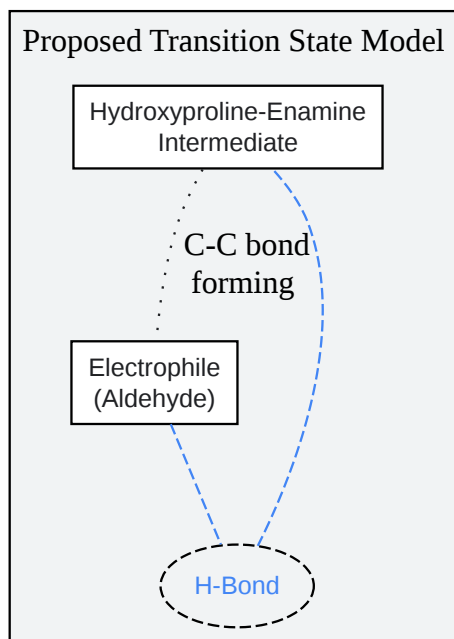 Proposed Transition State Model
Hydroxyproline-Enamine
Intermediate
C-C bond
forming
Electrophile
(Aldehyde)
H-Bond